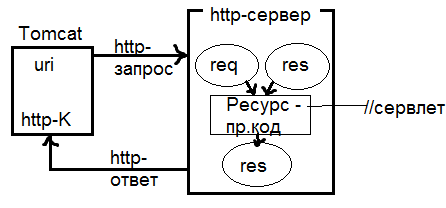 Tomcat
uri
http-К
http-
запрос
http-
ответ
http-сервер
req
res
Ресурс -
пр.код
//сервлет
res